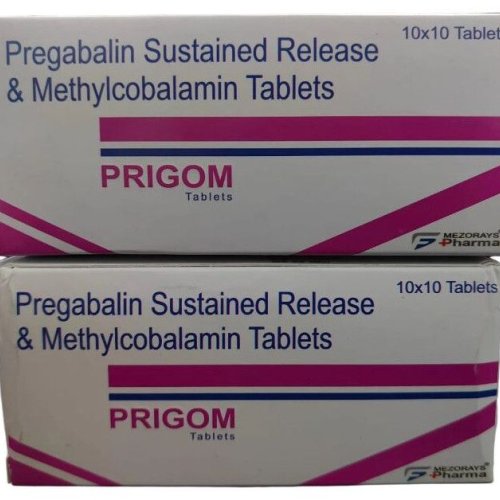 10x10 Tablet
Pregabalin Sustained Release
& Methylcobalamin Tablets
PRIGOM
Tablets
MEZORAYS
Pharma
10x10 Tablets
Pregabalin Sustained Release
& Methylcobalamin Tablets
PRIGOM
Tablets
MEZORAYS
Pharma